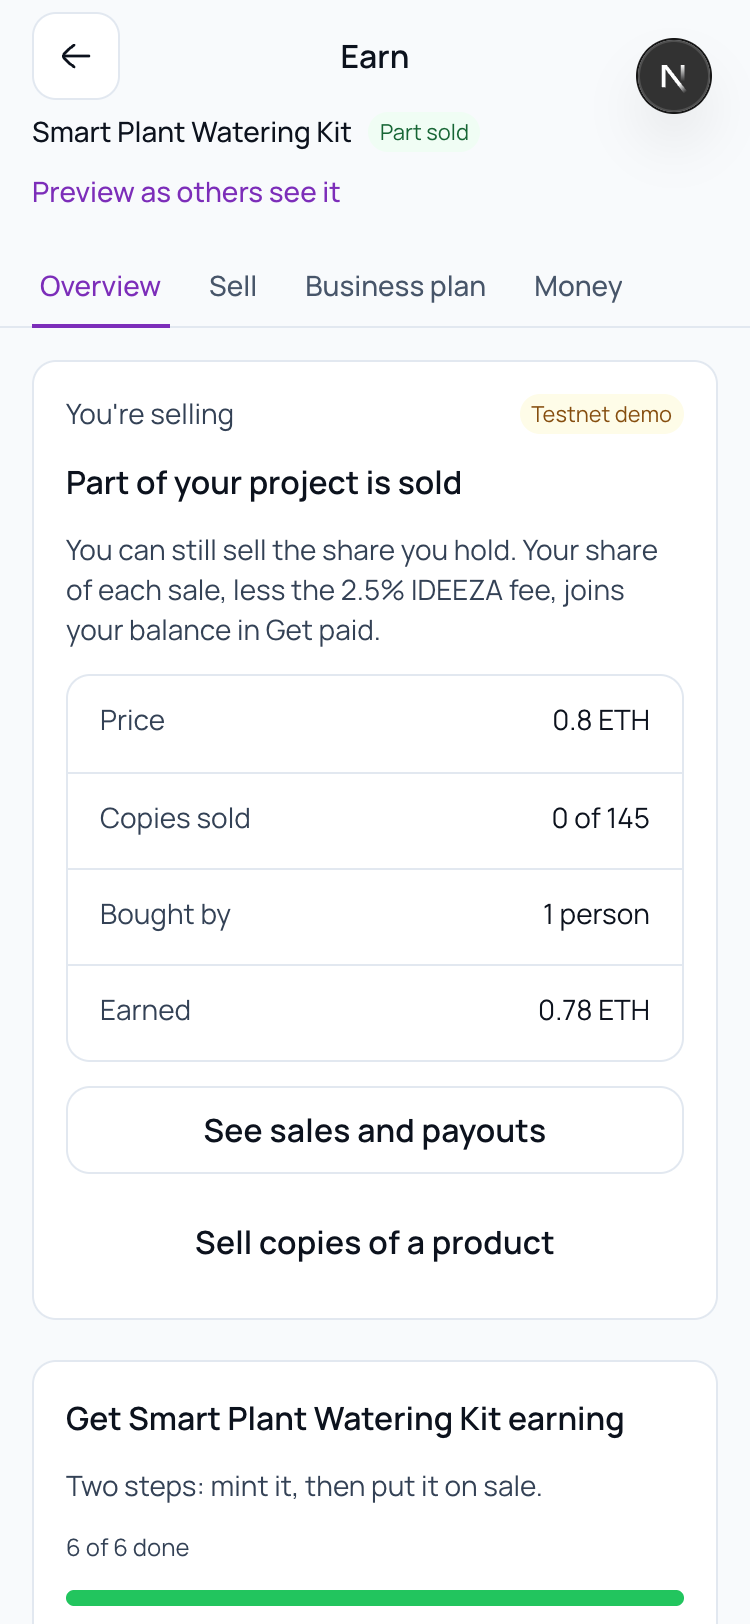 Earn
N
Smart Plant Watering Kit
Part sold
Preview as others see it
Overview
Sell
Business plan
Money
You're selling
Testnet demo
Part of your project is sold
You can still sell the share you hold. Your share
of each sale, less the 2.5% IDEEZA fee, joins
your balance in Get paid.
Price
0.8 ETH
Copies sold
0 of 145
Bought by
1 person
Earned
0.78 ETH
See sales and payouts
Sell copies of a product
Get Smart Plant Watering Kit earning
Two steps: mint it, then put it on sale.
6 of 6 done